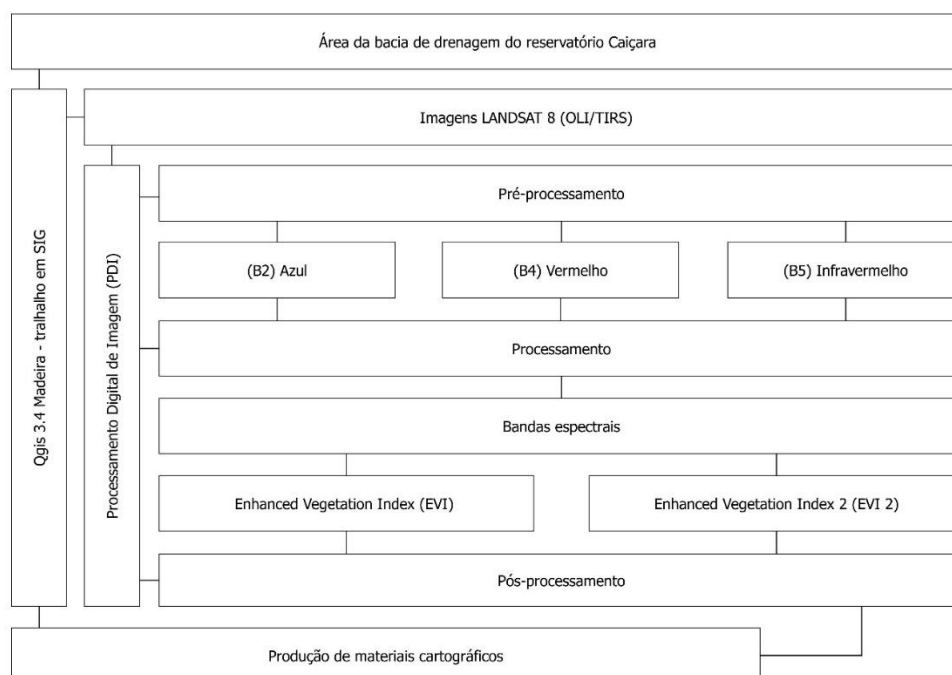 Área da bacia de drenagem do reservatório Caiçara
Qgis 3.4 Madeira - tralhalho em SIG
Imagens LANDSAT 8 (OLI/TIRS)
Processamento Digital de Imagem (PDI)
Pré-processamento
(B2) Azul
(B4) Vermelho
(B5) Infravermelho
Processamento
Bandas espectrais
Enhanced Vegetation Index (EVI)
Enhanced Vegetation Index 2 (EVI 2)
Pós-processamento
Produção de materiais cartográficos